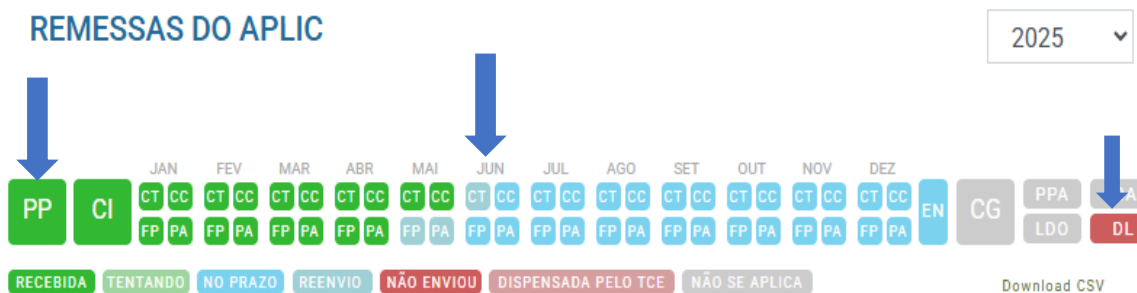 REMESSAS DO APLIC
2025
JAN FEV MAR ABR MAI JUN JUL AGO SET OUT NOV DEZ
PP CI CT CC CT CC CT CC CT CC CT CC CT CC CT CC CT CC CT CC CT CC CT CC CT CC EN CG PPA
FP PA FP PA FP PA FP PA FP PA FP PA FP PA FP PA FP PA FP PA FP PA FP PA LDO DL
RECEBIDA TENTANDO NO PRAZO REENVIO NÃO ENVIOU DISPENSADA PELO TCE NÃO SE APLICA
Download CSV